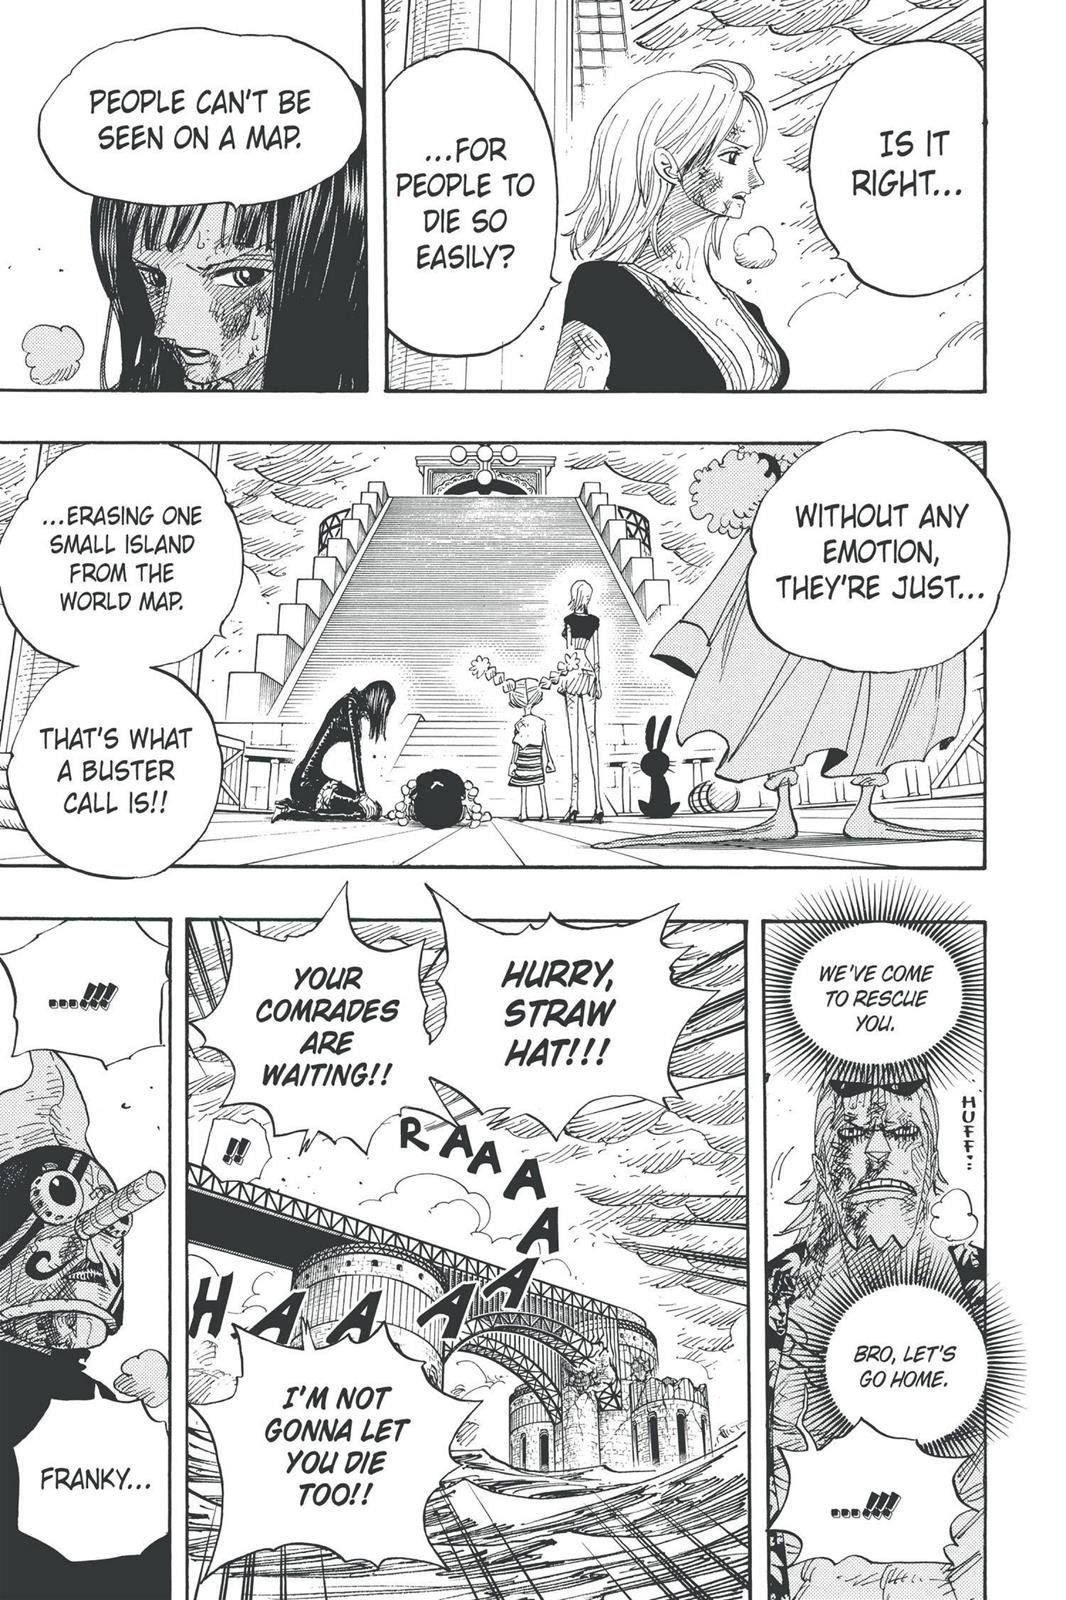 IS IT
RIGHT...
...FOR
PEOPLE TO
DIE SO
EASILY?
PEOPLE CAN'T BE
SEEN ON A MAP.
WITHOUT ANY
EMOTION,
THEY'RE JUST...
...ERASING ONE
SMALL ISLAND
FROM THE
WORLD MAP.
THAT'S WHAT
A BUSTER
CALL IS!!
WE'VE COME
TO RESCUE
YOU.
HUFF..
BRO, LET'S
GO HOME.
...!!!
HURRY,
STRAW
HAT!!!
YOUR
COMRADES
ARE
WAITING!!
RAAAAAA
!!
HAAAA
I'M NOT
GONNA LET
YOU DIE
TOO!!
...!!!
FRANKY...